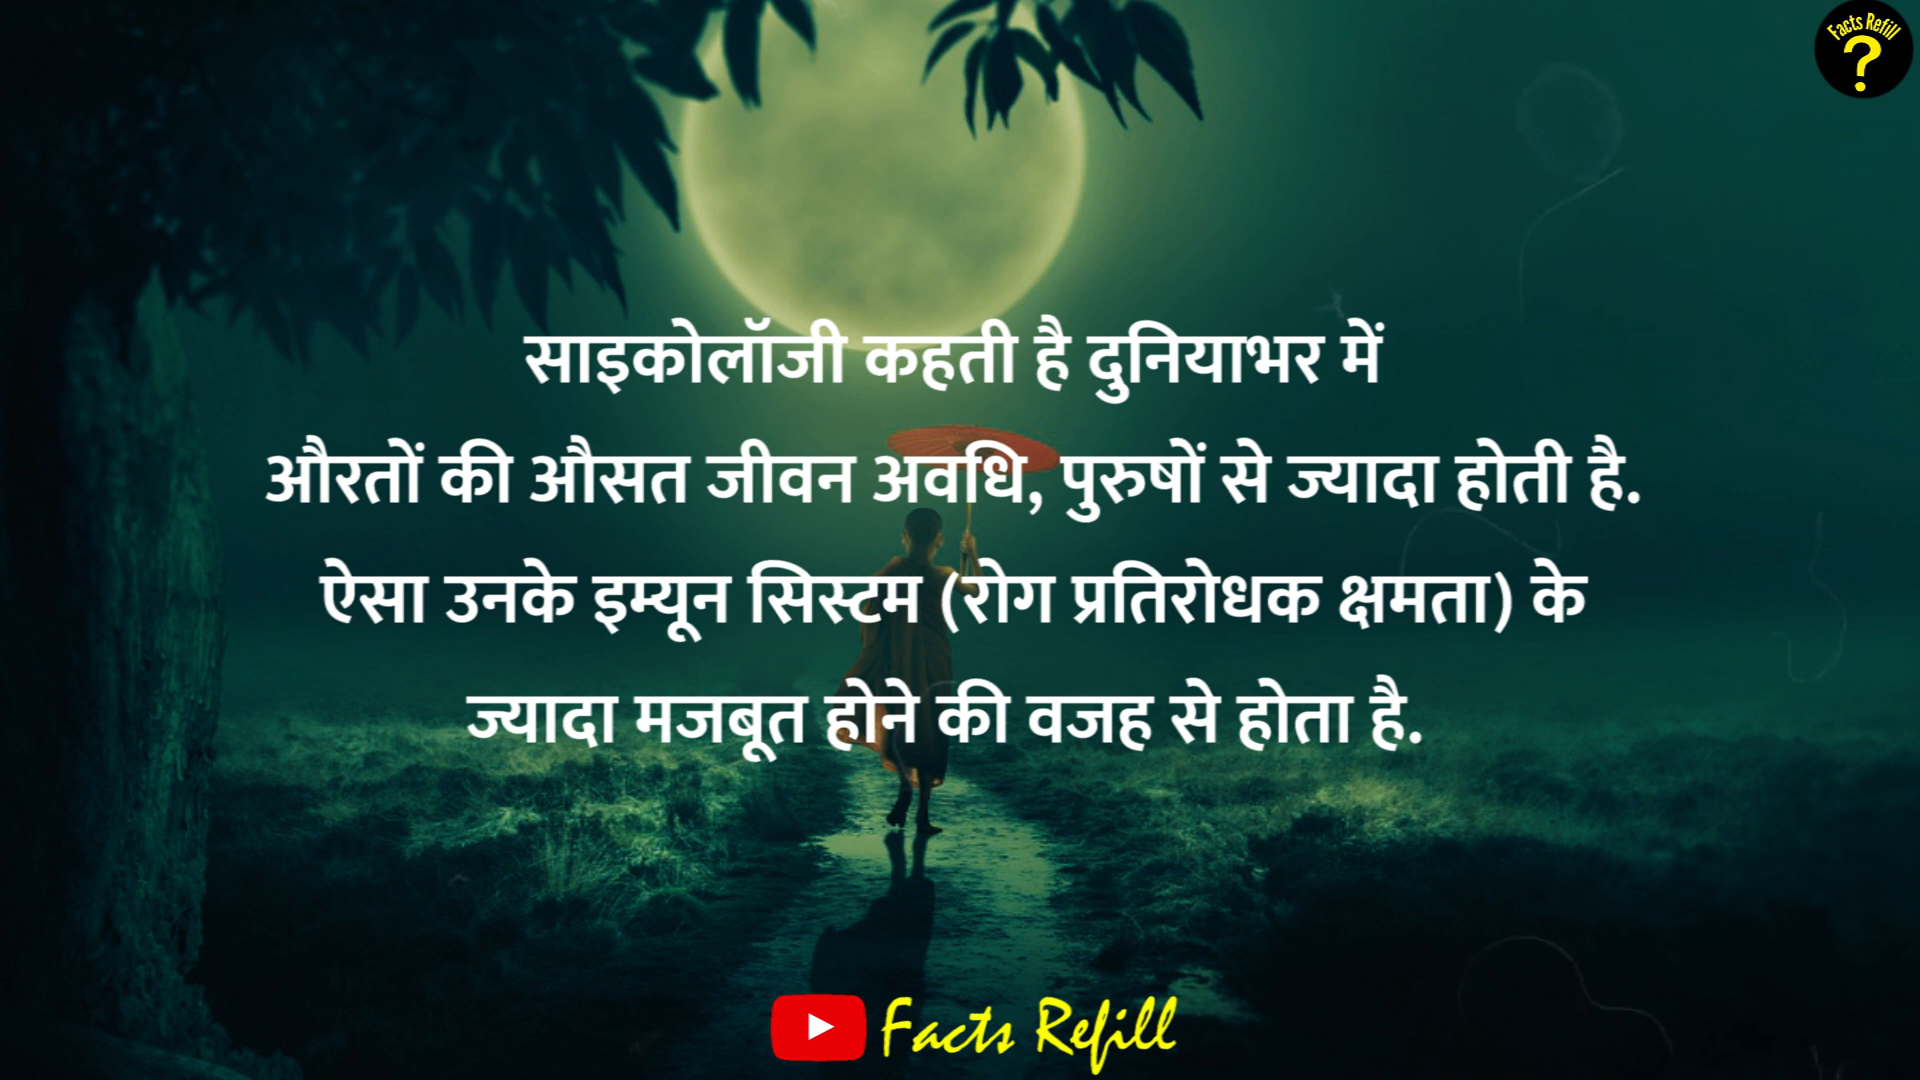 Facts Refill
?
साइकोलॉजी कहती है दुनियाभर में
औरतों की औसत जीवन अवधि, पुरुषों से ज्यादा होती है.
ऐसा उनके इम्यून सिस्टम (रोग प्रतिरोधक क्षमता) के
ज्यादा मजबूत होने की वजह से होता है.
Facts Refill